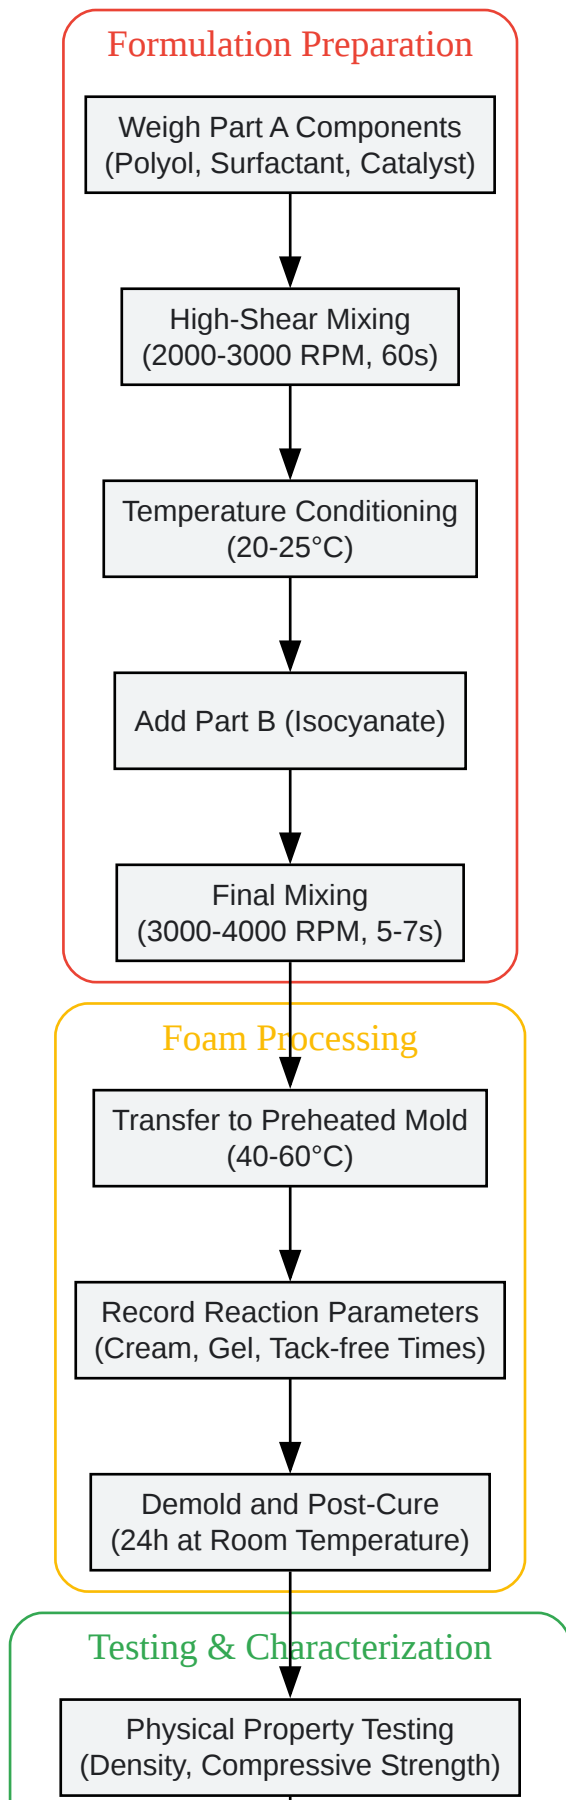 Formulation Preparation
Weigh Part A Components
(Polyol, Surfactant, Catalyst)
High-Shear Mixing
(2000-3000 RPM, 60s)
Temperature Conditioning
(20-25°C)
Add Part B (Isocyanate)
Final Mixing
(3000-4000 RPM, 5-7s)
Foam Processing
Transfer to Preheated Mold
(40-60°C)
Record Reaction Parameters
(Cream, Gel, Tack-free Times)
Demold and Post-Cure
(24h at Room Temperature)
Testing & Characterization
Physical Property Testing
(Density, Compressive Strength)